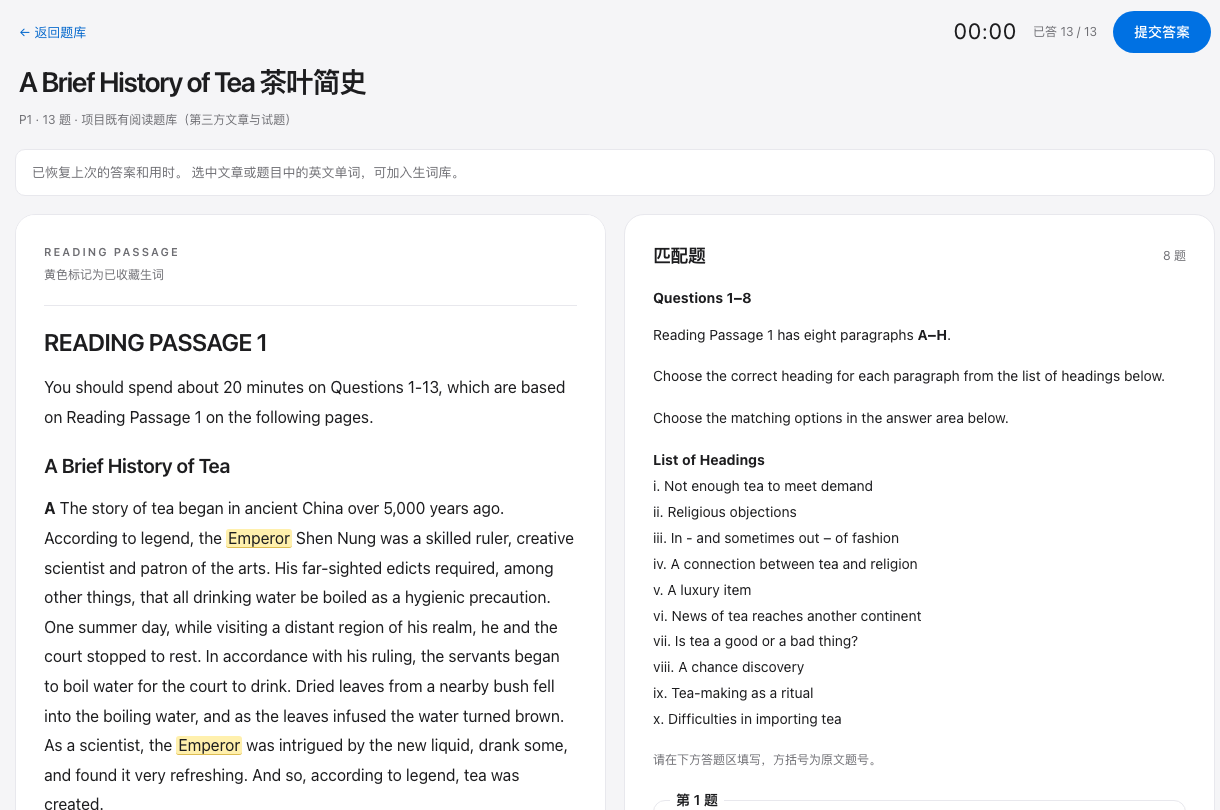 ← 返回题库
00:00 已答 13 / 13 提交答案
A Brief History of Tea 茶叶简史
P1 · 13 题 · 项目既有阅读题库（第三方文章与试题）
已恢复上次的答案和用时。 选中文章或题目中的英文单词，可加入生词库。
READING PASSAGE
黄色标记为已收藏生词
READING PASSAGE 1
You should spend about 20 minutes on Questions 1-13, which are based
on Reading Passage 1 on the following pages.
A Brief History of Tea
A The story of tea began in ancient China over 5,000 years ago.
According to legend, the Emperor Shen Nung was a skilled ruler, creative
scientist and patron of the arts. His far-sighted edicts required, among
other things, that all drinking water be boiled as a hygienic precaution.
One summer day, while visiting a distant region of his realm, he and the
court stopped to rest. In accordance with his ruling, the servants began
to boil water for the court to drink. Dried leaves from a nearby bush fell
into the boiling water, and as the leaves infused the water turned brown.
As a scientist, the Emperor was intrigued by the new liquid, drank some,
and found it very refreshing. And so, according to legend, tea was
created.
匹配题
8 题
Questions 1–8
Reading Passage 1 has eight paragraphs A–H.
Choose the correct heading for each paragraph from the list of headings below.
Choose the matching options in the answer area below.
List of Headings
i. Not enough tea to meet demand
ii. Religious objections
iii. In - and sometimes out – of fashion
iv. A connection between tea and religion
v. A luxury item
vi. News of tea reaches another continent
vii. Is tea a good or a bad thing?
viii. A chance discovery
ix. Tea-making as a ritual
x. Difficulties in importing tea
请在下方答题区填写，方括号为原文题号。
第 1 题